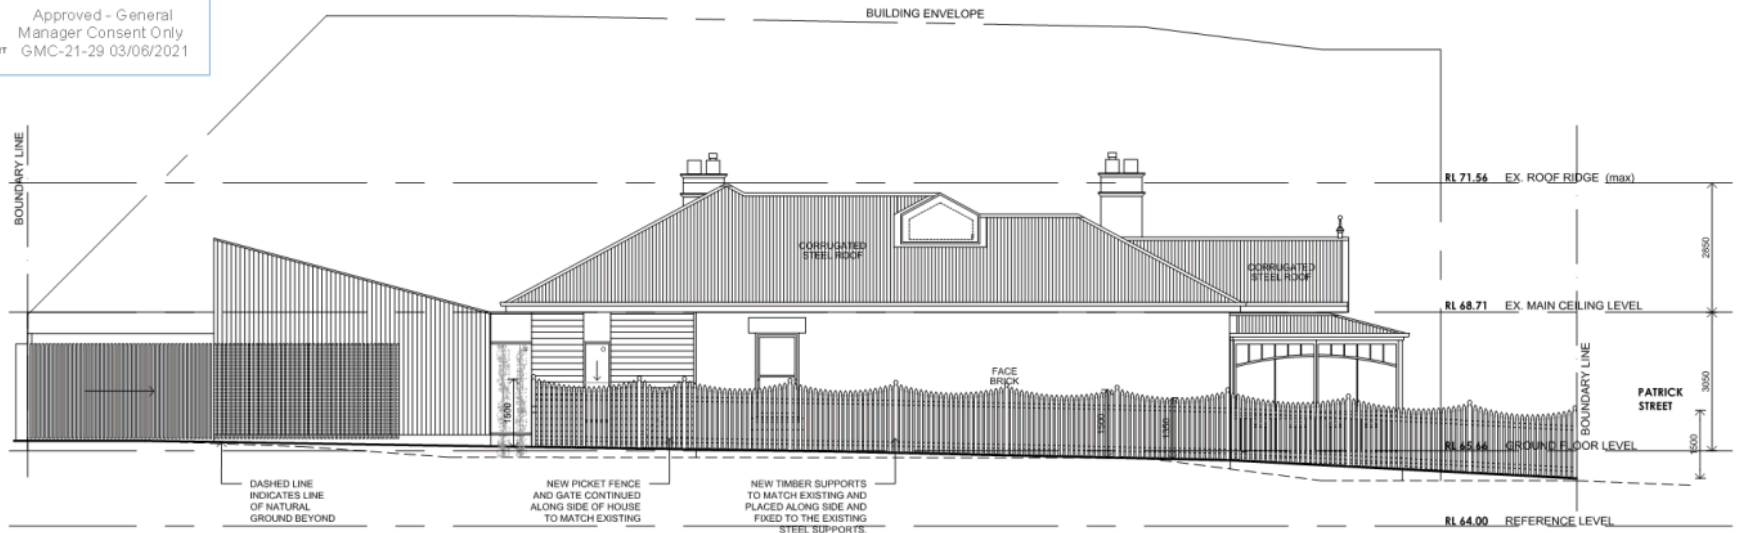 Approved - General
Manager Consent Only
GMC-21-29 03/06/2021
BUILDING ENVELOPE
BOUNDARY LINE
RL 71.56 EX. ROOF RIDGE (max)
CORRUGATED
STEEL ROOF
CORRUGATED
STEEL ROOF
2850
RL 68.71 EX. MAIN CEILING LEVEL
BOUNDARY LINE
FACE
BRICK
3050
PATRICK
STREET
1500
1500
1350
1500
RL 65.66 GROUND FLOOR LEVEL
DASHED LINE
INDICATES LINE
OF NATURAL
GROUND BEYOND
NEW PICKET FENCE
AND GATE CONTINUED
ALONG SIDE OF HOUSE
TO MATCH EXISTING
NEW TIMBER SUPPORTS
TO MATCH EXISTING AND
PLACED ALONG SIDE AND
FIXED TO THE EXISTING
STEEL SUPPORTS.
RL 64.00 REFERENCE LEVEL